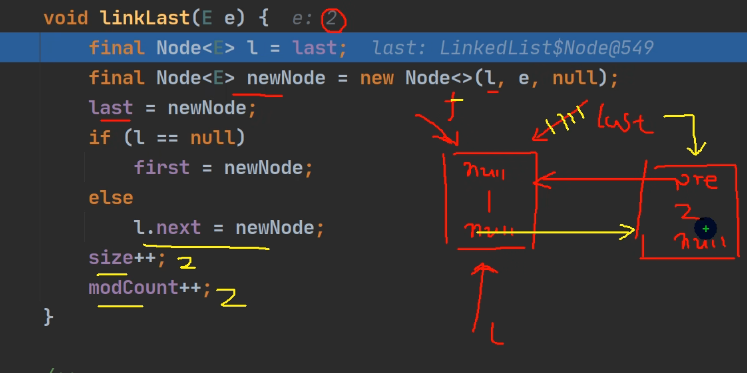 void linkLast(E e) {  e: 2
final Node<E> l = last;  last: LinkedList$Node@549
final Node<E> newNode = new Node<>(l, e, null);
last = newNode;
if (l == null)
first = newNode;
else
l.next = newNode;
size++; 2
modCount++; 2
}
f
last
null
1
null
pre
2
null
L